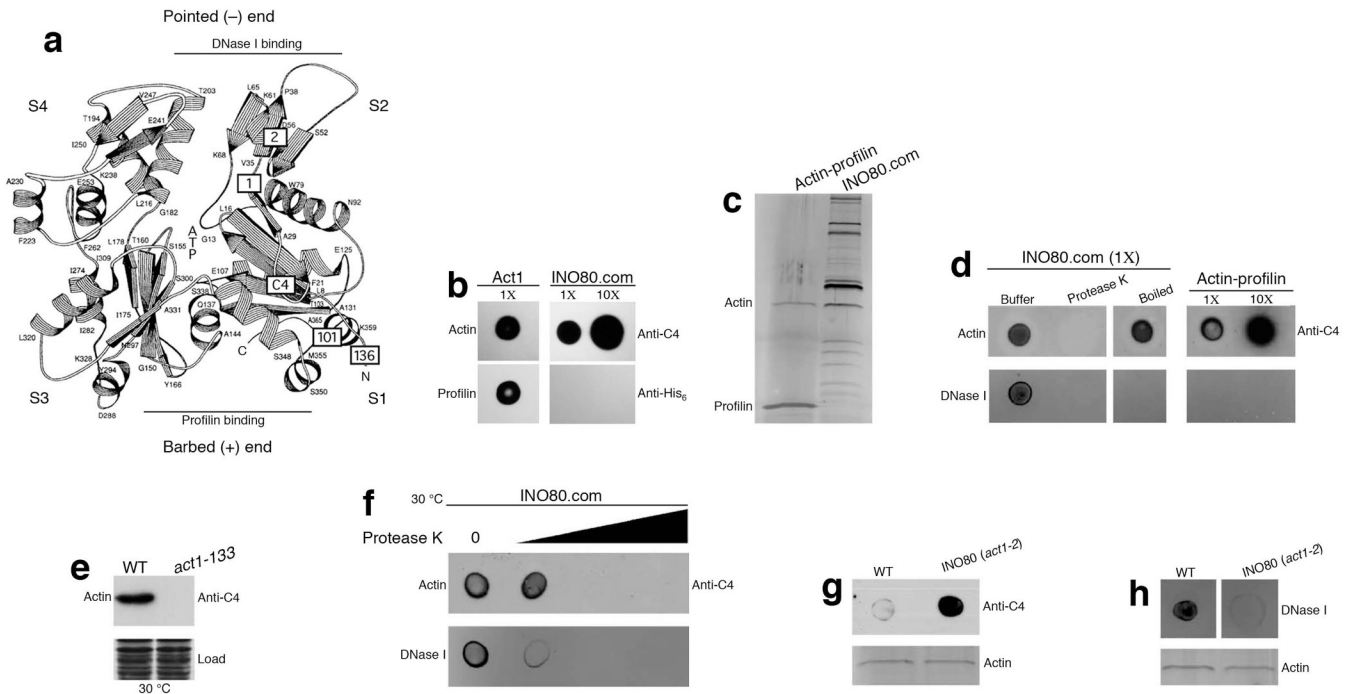 a
Pointed (–) end
DNase I binding
S4
S2
T203
V247
T194
E241
I250
A230
K238
E253
L216
G182
F223
F262
L178
T160
S155
I309
I274
S300
I175
I282
L320
K328
N297
Y294
D288
G150
Y166
A144
Q137
S338
A331
E107
L65
K61
P38
D56
S52
2
K68
V35
1
W79
N92
L16
A29
G13
A
T
P
E125
C4
F21
L8
T103
A131
A365
K359
101
136
C
S348
M355
S350
N
S3
S1
Profilin binding
Barbed (+) end
b
Act1 INO80.com
1X 1X 10X
Actin Anti-C4
Profilin Anti-His6
c
Actin-profilin
INO80.com
Actin
Profilin
d
INO80.com (1X)
Buffer Protease K Boiled
Actin-profilin
1X 10X
Actin Anti-C4
DNase I
e
WT act1-133
Actin Anti-C4
Load
30 °C
f
30 °C INO80.com
Protease K 0
Actin Anti-C4
DNase I
g
WT INO80 (act1-2)
Anti-C4
Actin
h
WT INO80 (act1-2)
DNase I
Actin